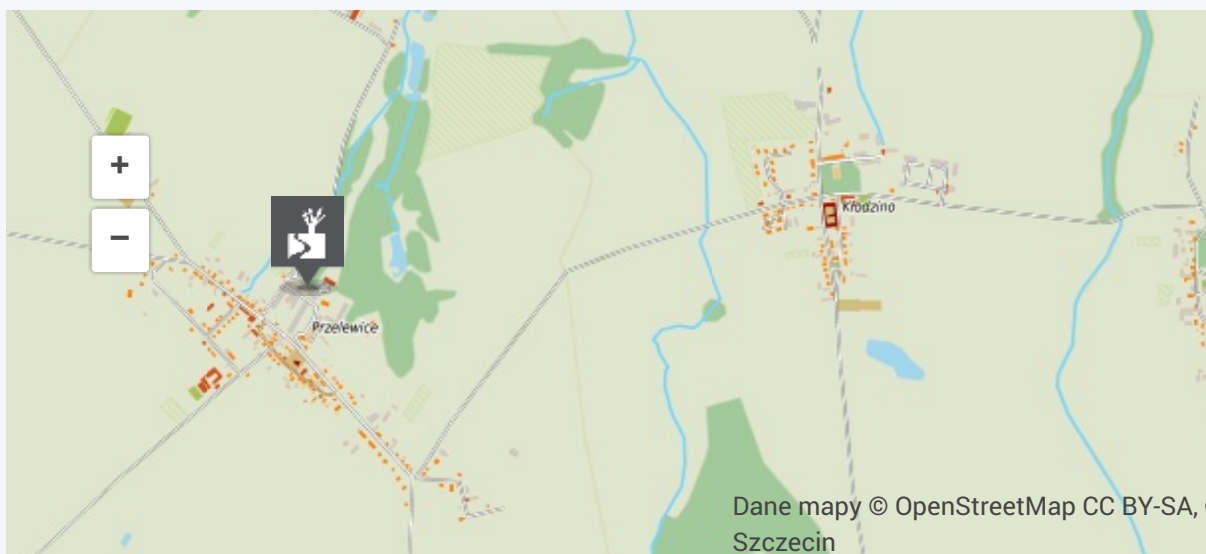 +
−
Kłodzino
Przelewice
Dane mapy © OpenStreetMap CC BY-SA,
Szczecin